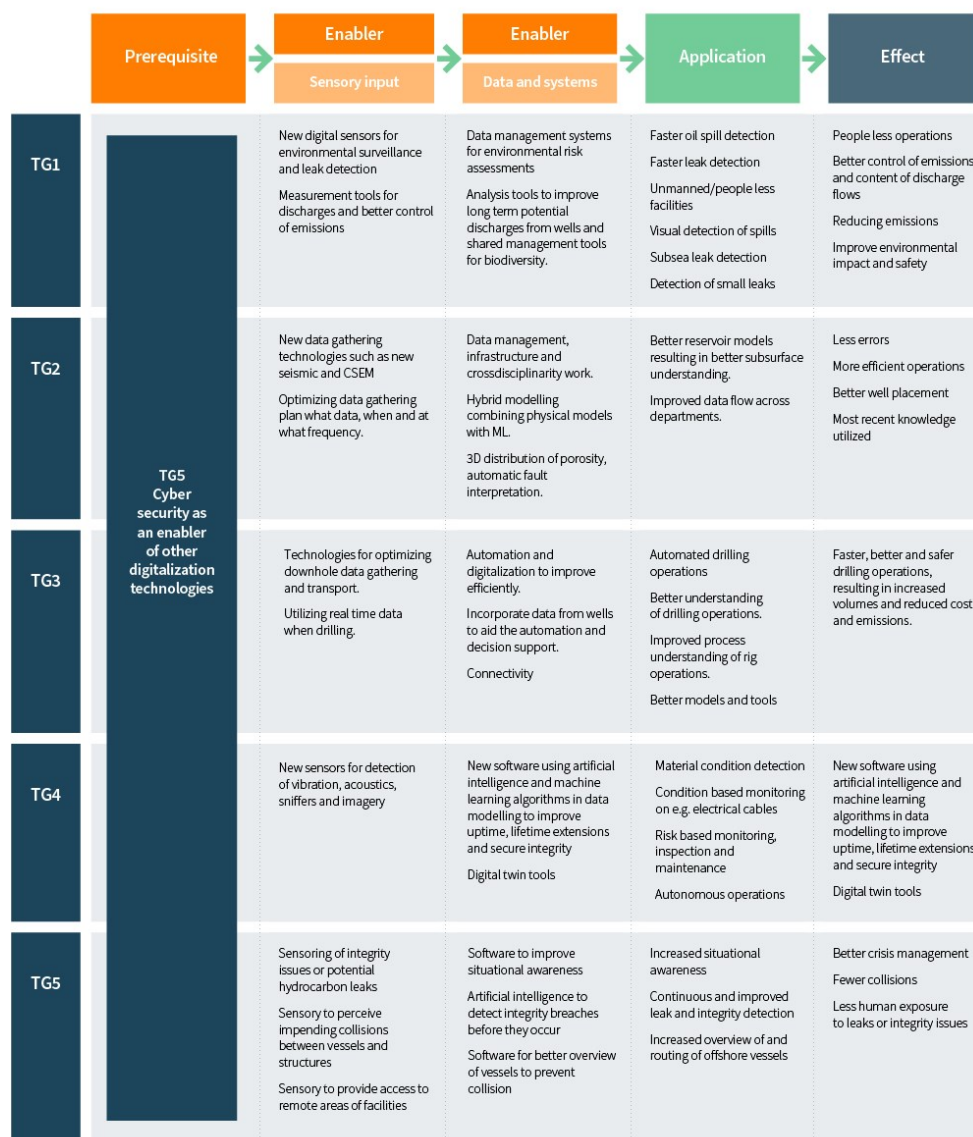 Prerequisite
Enabler
Sensory input
Enabler
Data and systems
Application
Effect
TG5
Cyber
security as
an enabler
of other
digitalization
technologies
TG1
New digital sensors for
environmental surveillance
and leak detection
Measurement tools for
discharges and better control
of emissions
Data management systems
for environmental risk
assessments
Analysis tools to improve
long term potential
discharges from wells and
shared management tools
for biodiversity.
Faster oil spill detection
Faster leak detection
Unmanned/people less
facilities
Visual detection of spills
Subsea leak detection
Detection of small leaks
People less operations
Better control of emissions
and content of discharge
flows
Reducing emissions
Improve environmental
impact and safety
TG2
New data gathering
technologies such as new
seismic and CSEM
Optimizing data gathering
plan what data, when and at
what frequency.
Data management,
infrastructure and
crossdisciplinarity work.
Hybrid modelling
combining physical models
with ML.
3D distribution of porosity,
automatic fault
interpretation.
Better reservoir models
resulting in better subsurface
understanding.
Improved data flow across
departments.
Less errors
More efficient operations
Better well placement
Most recent knowledge
utilized
TG3
Technologies for optimizing
downhole data gathering
and transport.
Utilizing real time data
when drilling.
Automation and
digitalization to improve
efficiently.
Incorporate data from wells
to aid the automation and
decision support.
Connectivity
Automated drilling
operations
Better understanding
of drilling operations.
Improved process
understanding of rig
operations.
Better models and tools
Faster, better and safer
drilling operations,
resulting in increased
volumes and reduced cost
and emissions.
TG4
New sensors for detection
of vibration, acoustics,
sniffers and imagery
New software using artificial
intelligence and machine
learning algorithms in data
modelling to improve
uptime, lifetime extensions
and secure integrity
Digital twin tools
Material condition detection
Condition based monitoring
on e.g. electrical cables
Risk based monitoring,
inspection and
maintenance
Autonomous operations
New software using
artificial intelligence and
machine learning
algorithms in data
modelling to improve
uptime, lifetime extensions
and secure integrity
Digital twin tools
TG5
Sensoring of integrity
issues or potential
hydrocarbon leaks
Sensory to perceive
impending collisions
between vessels and
structures
Sensory to provide access to
remote areas of facilities
Software to improve
situational awareness
Artificial intelligence to
detect integrity breaches
before they occur
Software for better overview
of vessels to prevent
collision
Increased situational
awareness
Continuous and improved
leak and integrity detection
Increased overview of and
routing of offshore vessels
Better crisis management
Fewer collisions
Less human exposure
to leaks or integrity issues